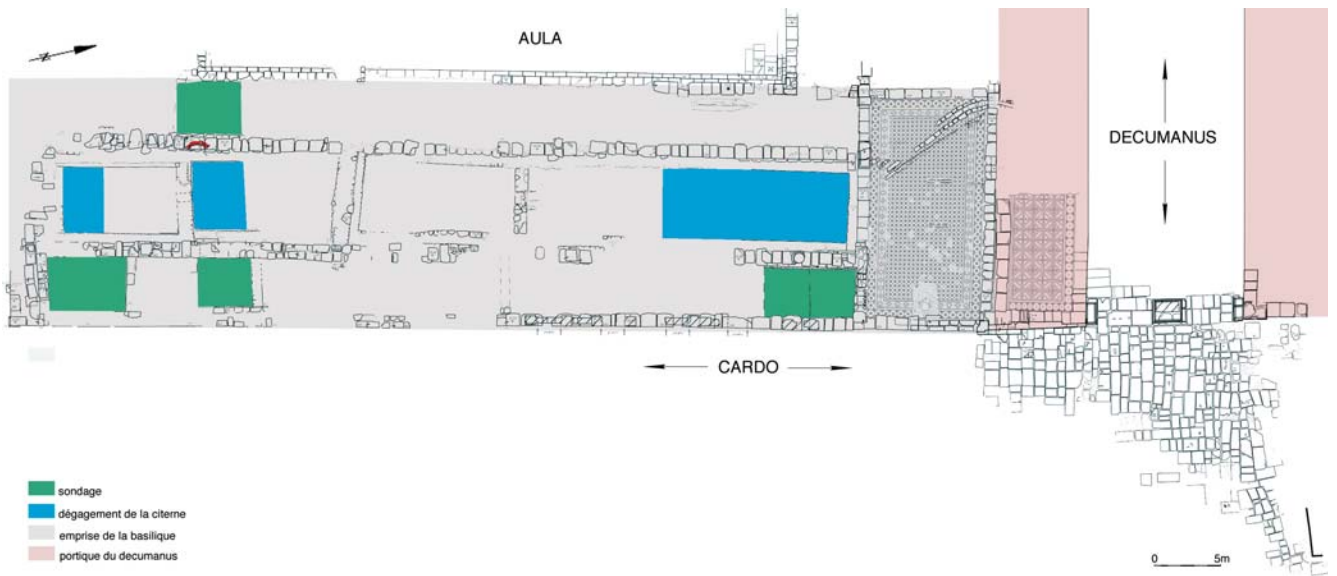 N
AULA
DECUMANUS
CARDO
sondage
dégagement de la citerne
emprise de la basilique
portique du decumanus
0 5m